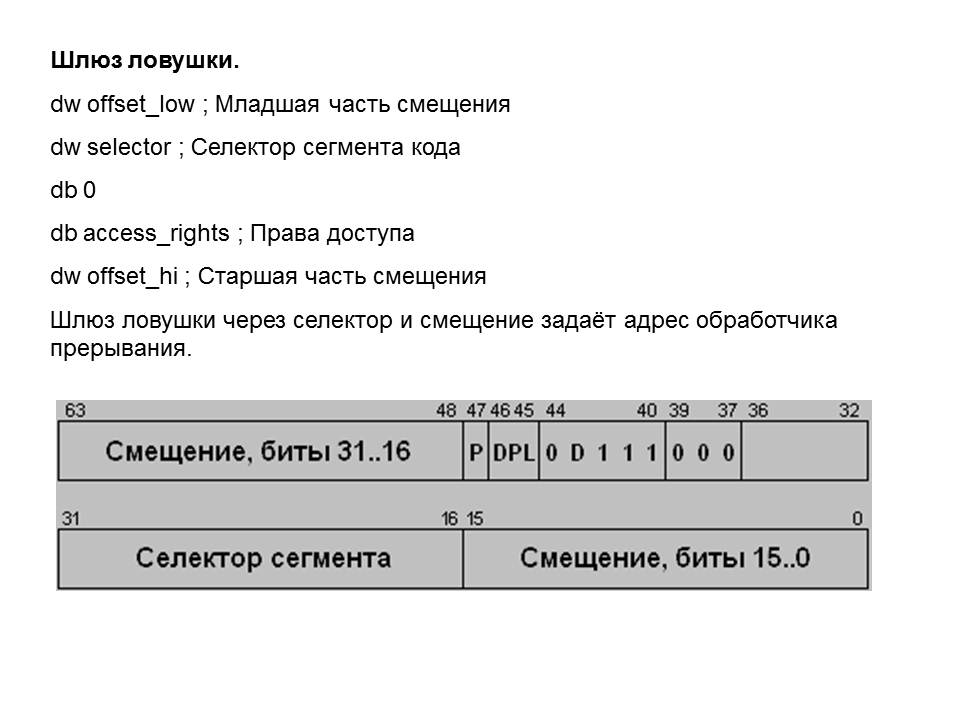 Шлюз ловушки.
dw offset_low ; Младшая часть смещения
dw selector ; Селектор сегмента кода
db 0
db access_rights ; Права доступа
dw offset_hi ; Старшая часть смещения
Шлюз ловушки через селектор и смещение задаёт адрес обработчика
прерывания.
63 48 47 46 45 44 40 39 37 36 32
Смещение, биты 31..16 P DPL 0 D 1 1 1 0 0 0
31 16 15 0
Селектор сегмента Смещение, биты 15..0